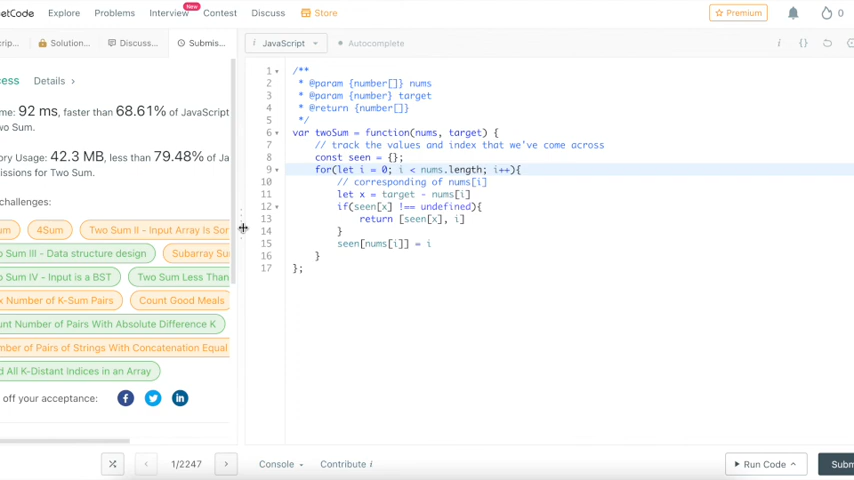 etCode Explore Problems Interview New Contest Discuss Store Premium 0
crip... Solution... Discuss... Submis... i JavaScript Autocomplete i {}
cess Details >
me: 92 ms, faster than 68.61% of JavaScript
wo Sum.
ory Usage: 42.3 MB, less than 79.48% of Ja
issions for Two Sum.
challenges:
um 4Sum Two Sum II - Input Array Is Sor
o Sum III - Data structure design Subarray Su
o Sum IV - Input is a BST Two Sum Less Than
x Number of K-Sum Pairs Count Good Meals
unt Number of Pairs With Absolute Difference K
mber of Pairs of Strings With Concatenation Equal
d All K-Distant Indices in an Array
off your acceptance: f in
1 /**
2 * @param {number[]} nums
3 * @param {number} target
4 * @return {number[]}
5 */
6 var twoSum = function(nums, target) {
7 // track the values and index that we've come across
8 const seen = {};
9 for(let i = 0; i < nums.length; i++){
10 // corresponding of nums[i]
11 let x = target - nums[i]
12 if(seen[x] !== undefined){
13 return [seen[x], i]
14 }
15 seen[nums[i]] = i
16 }
17 };
< 1/2247 > Console Contribute i Run Code Subm